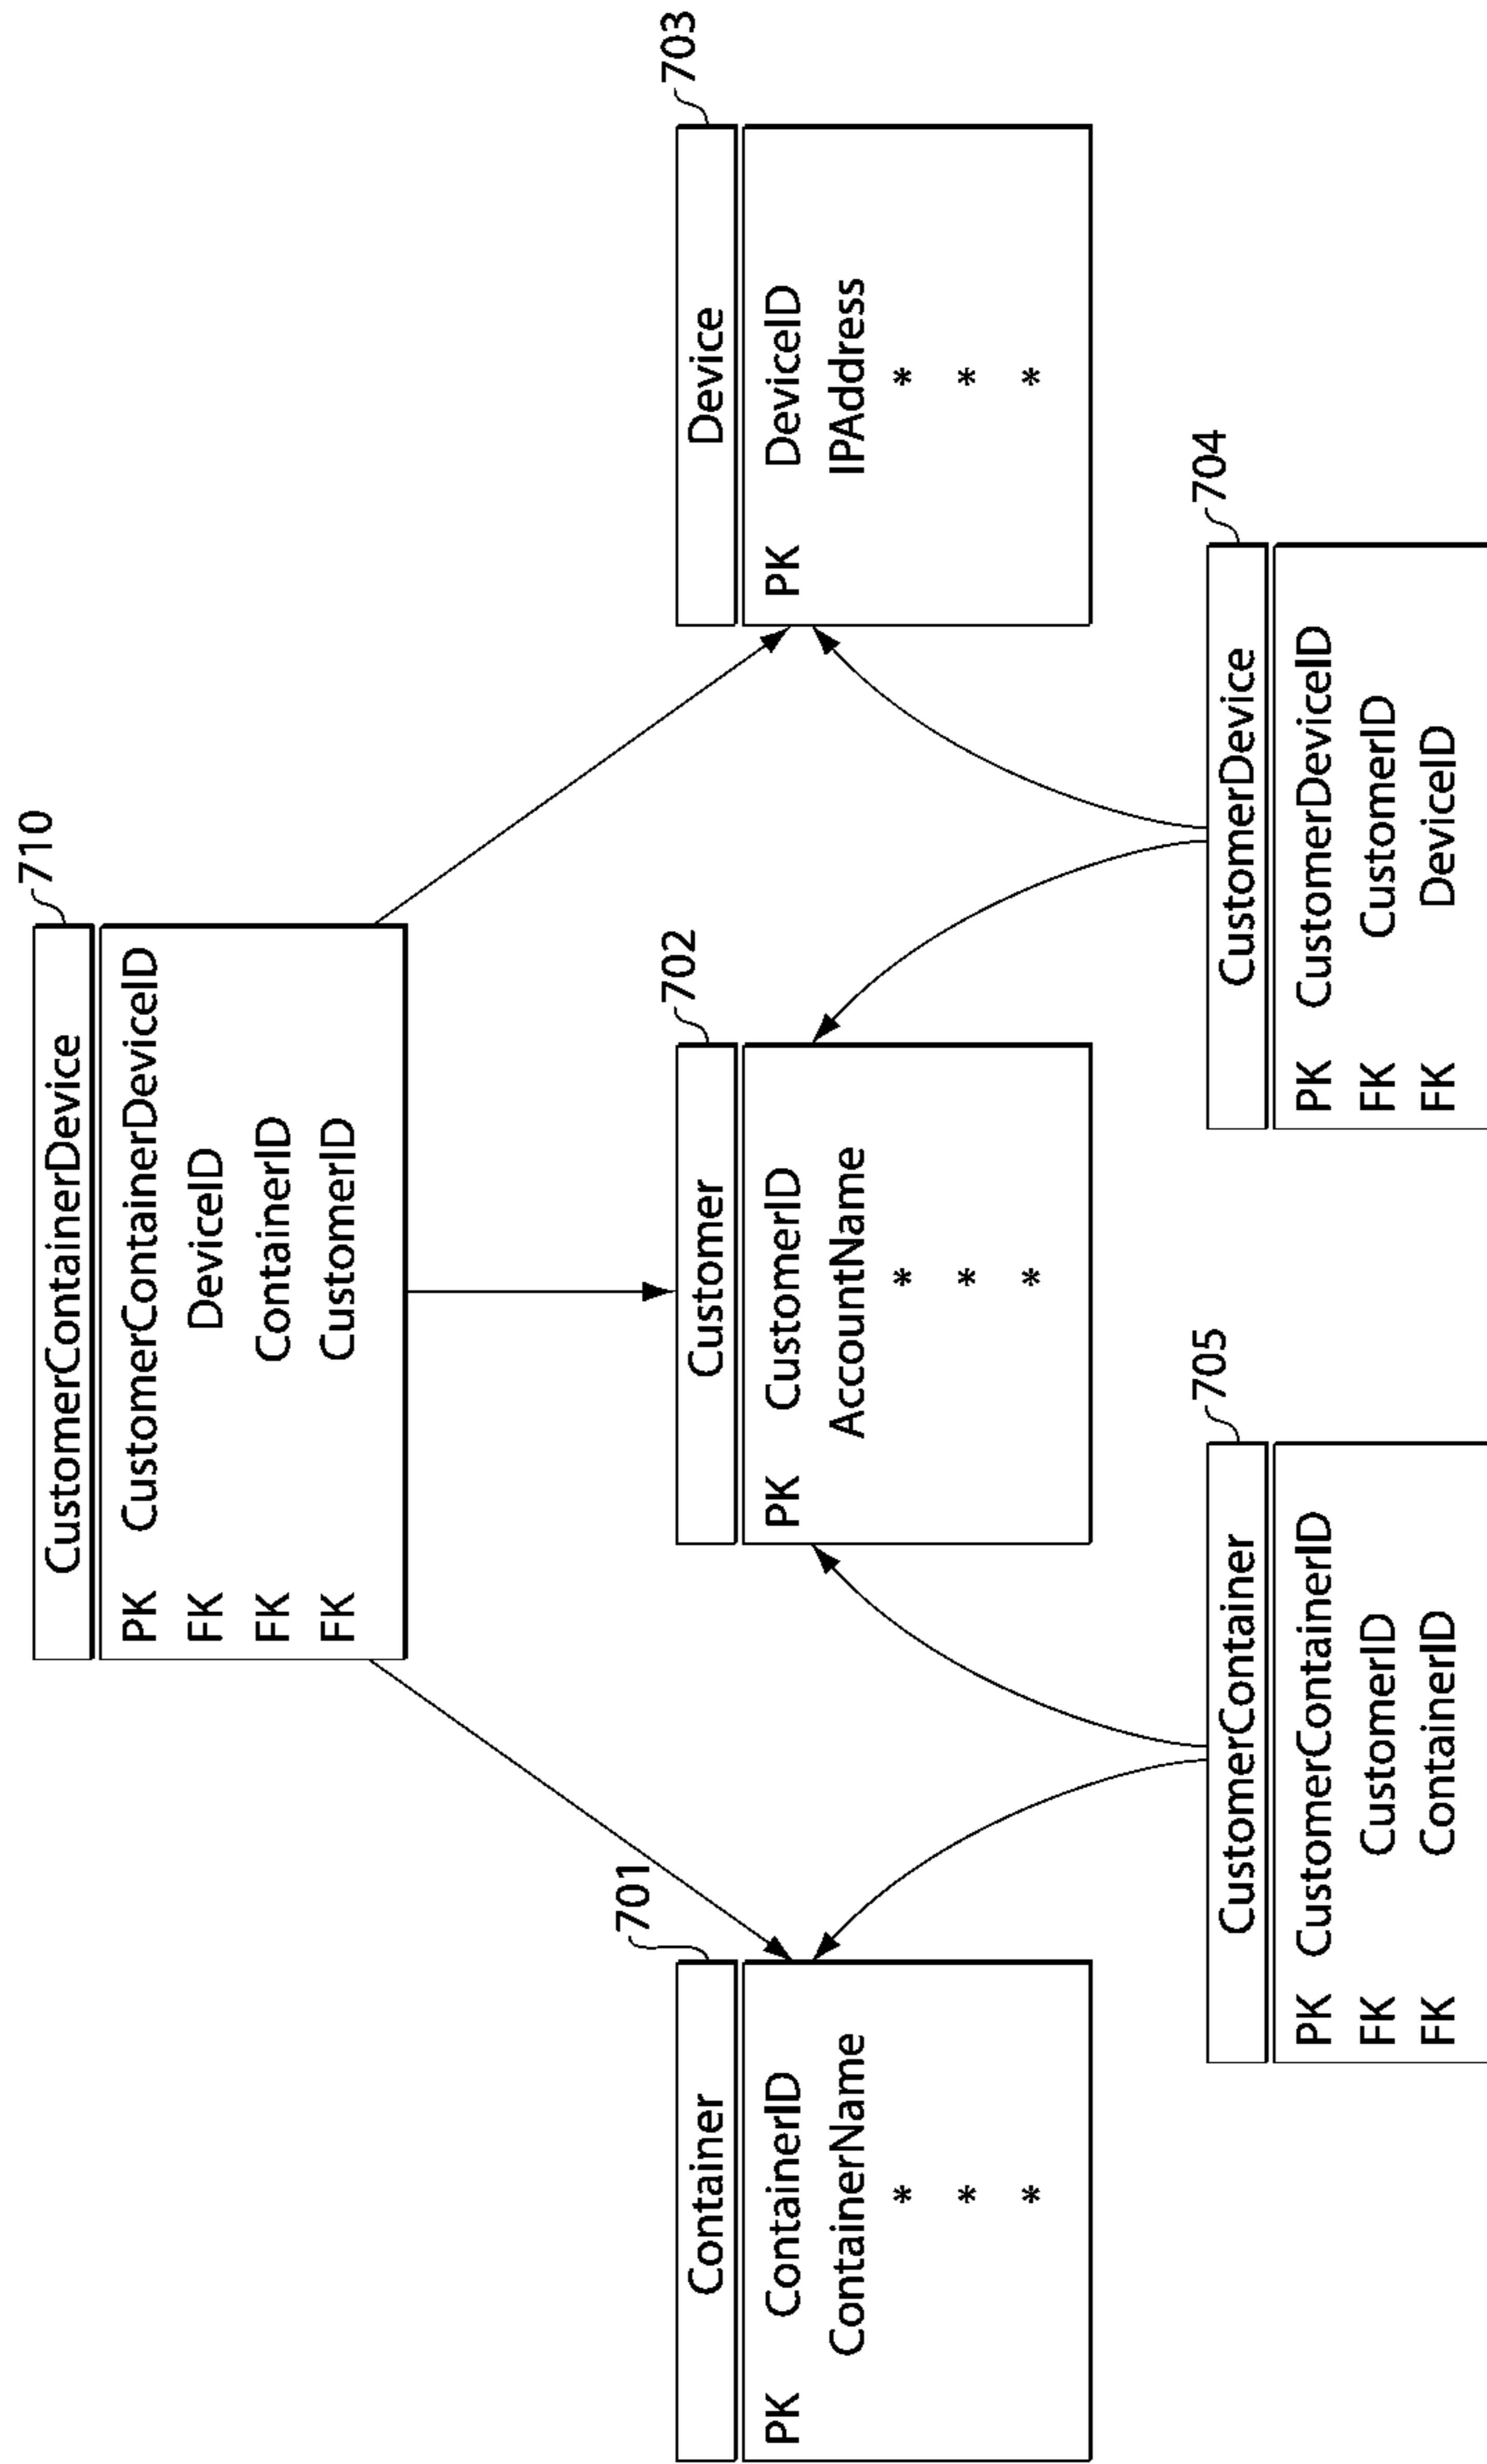 710
CustomerContainerDevice
PK CustomerContainerDeviceID
FK DeviceID
FK ContainerID
FK CustomerID
701
Container
PK ContainerID
ContainerName
*
*
*
702
Customer
PK CustomerID
AccountName
*
*
*
703
Device
PK DeviceID
IPAddress
*
*
*
705
CustomerContainer
PK CustomerContainerID
FK CustomerID
FK ContainerID
704
CustomerDevice
PK CustomerDeviceID
FK CustomerID
FK DeviceID